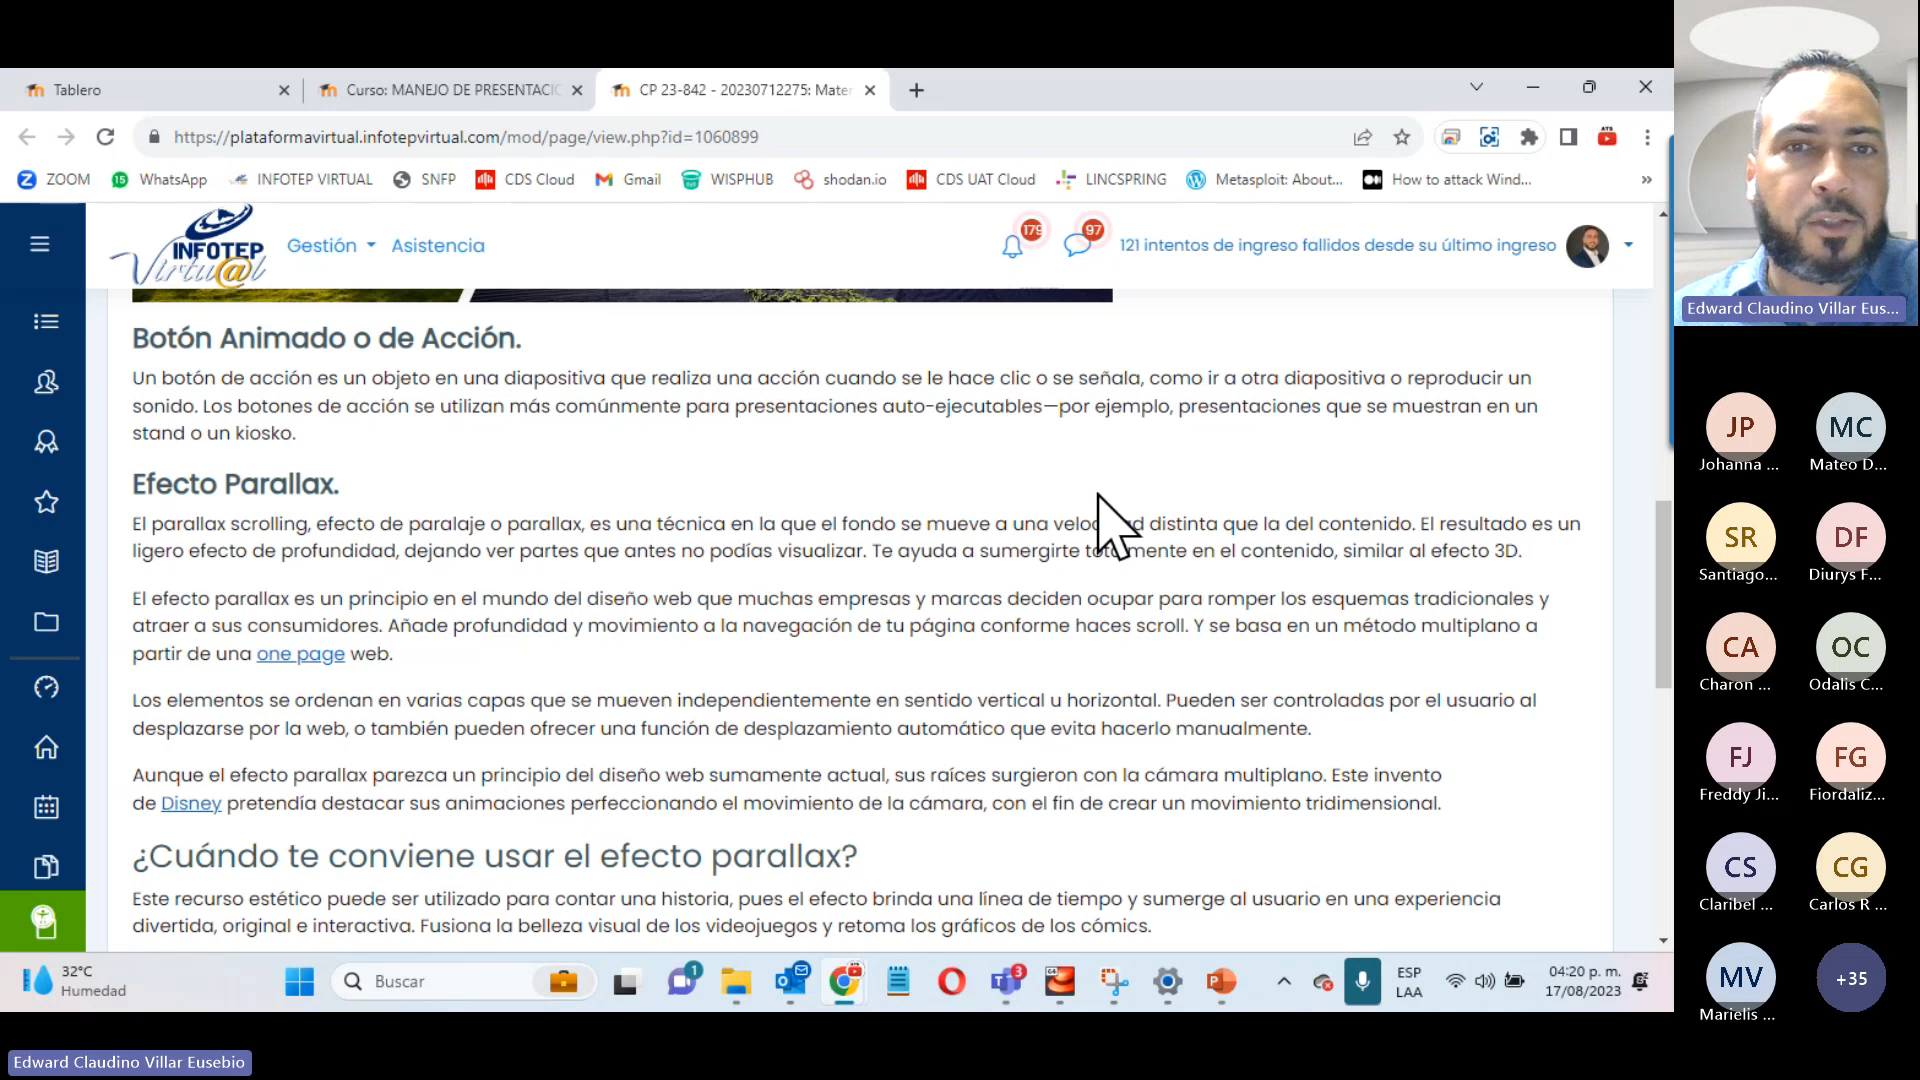 Tablero
Curso: MANEJO DE PRESENTACIO
CP 23-842 - 20230712275: Mater
https://plataformavirtual.infotepvirtual.com/mod/page/view.php?id=1060899
ZOOM
15
WhatsApp
INFOTEP VIRTUAL
SNFP
CDS Cloud
Gmail
WISPHUB
shodan.io
CDS UAT Cloud
LINCSPRING
Metasploit: About...
How to attack Wind...
»
INFOTEP
Virtu@l
Gestión
Asistencia
179
97
121 intentos de ingreso fallidos desde su último ingreso
Botón Animado o de Acción.
Un botón de acción es un objeto en una diapositiva que realiza una acción cuando se le hace clic o se señala, como ir a otra diapositiva o reproducir un
sonido. Los botones de acción se utilizan más comúnmente para presentaciones auto-ejecutables—por ejemplo, presentaciones que se muestran en un
stand o un kiosko.
Efecto Parallax.
El parallax scrolling, efecto de paralaje o parallax, es una técnica en la que el fondo se mueve a una velocidad distinta que la del contenido. El resultado es un
ligero efecto de profundidad, dejando ver partes que antes no podías visualizar. Te ayuda a sumergirte totalmente en el contenido, similar al efecto 3D.
El efecto parallax es un principio en el mundo del diseño web que muchas empresas y marcas deciden ocupar para romper los esquemas tradicionales y
atraer a sus consumidores. Añade profundidad y movimiento a la navegación de tu página conforme haces scroll. Y se basa en un método multiplano a
partir de una one page web.
Los elementos se ordenan en varias capas que se mueven independientemente en sentido vertical u horizontal. Pueden ser controladas por el usuario al
desplazarse por la web, o también pueden ofrecer una función de desplazamiento automático que evita hacerlo manualmente.
Aunque el efecto parallax parezca un principio del diseño web sumamente actual, sus raíces surgieron con la cámara multiplano. Este invento
de Disney pretendía destacar sus animaciones perfeccionando el movimiento de la cámara, con el fin de crear un movimiento tridimensional.
¿Cuándo te conviene usar el efecto parallax?
Este recurso estético puede ser utilizado para contar una historia, pues el efecto brinda una línea de tiempo y sumerge al usuario en una experiencia
divertida, original e interactiva. Fusiona la belleza visual de los videojuegos y retoma los gráficos de los cómics.
32°C
Humedad
Buscar
1
3
ESP
LAA
04:20 p. m.
17/08/2023
Edward Claudino Villar Eusebio
Edward Claudino Villar Eus...
JP
Johanna ...
MC
Mateo D...
SR
Santiago...
DF
Diurys F...
CA
Charon ...
OC
Odalis C...
FJ
Freddy Ji...
FG
Fiordaliz...
CS
Claribel ...
CG
Carlos R ...
MV
Marielis ...
+35